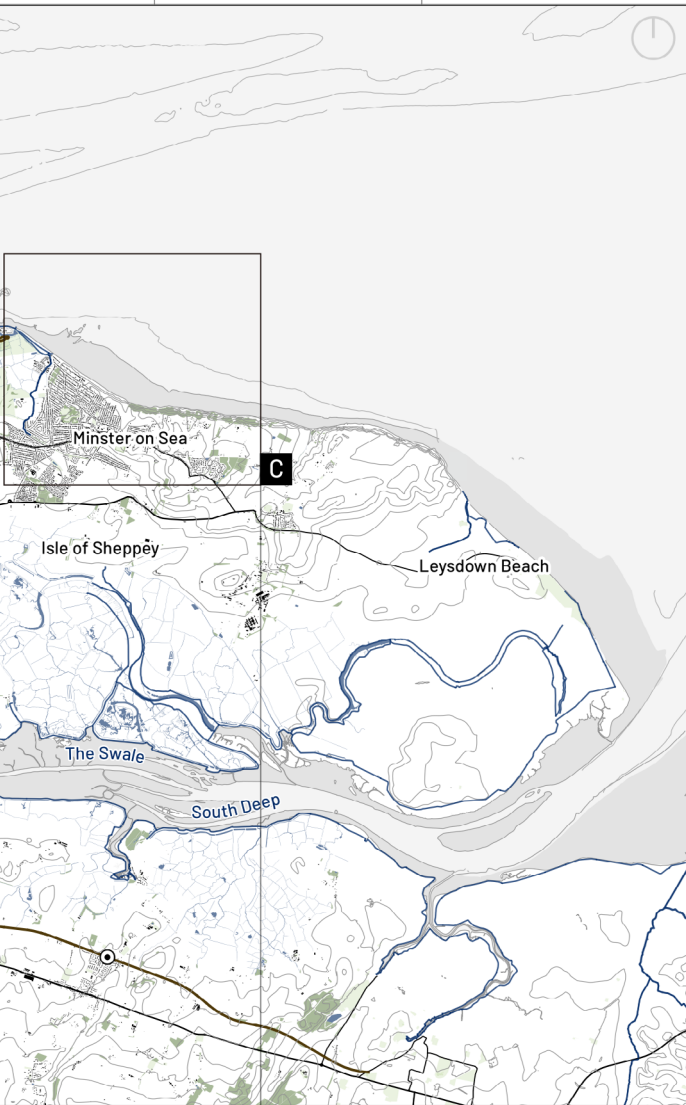 Minster on Sea
C
Isle of Sheppey
Leysdown Beach
The Swale
South Deep